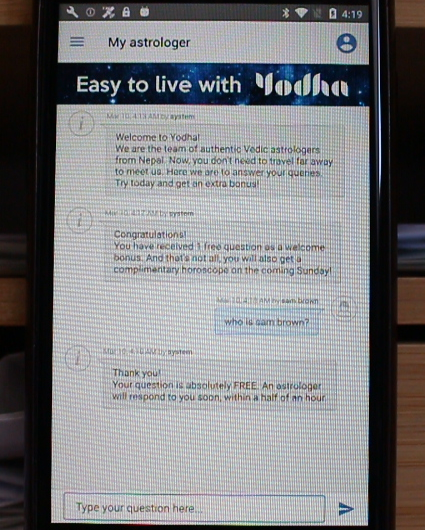 4:19
My astrologer
Easy to live with Yodha
Mar 10, 4:13 AM by system
Welcome to Yodha!
We are the team of authentic Vedic astrologers
from Nepal. Now, you don't need to travel far away
to meet us. Here we are to answer your queries.
Try today and get an extra bonus!
Mar 10, 4:17 AM by system
Congratulations!
You have received 1 free question as a welcome
bonus. And that's not all, you will also get a
complimentary horoscope on the coming Sunday!
Mar 10, AM by sam brown
who is sam brown?
Mar 10, AM by system
Thank you!
Your question is absolutely FREE. An astrologer
will respond to you soon, within a half of an hour.
Type your question here...